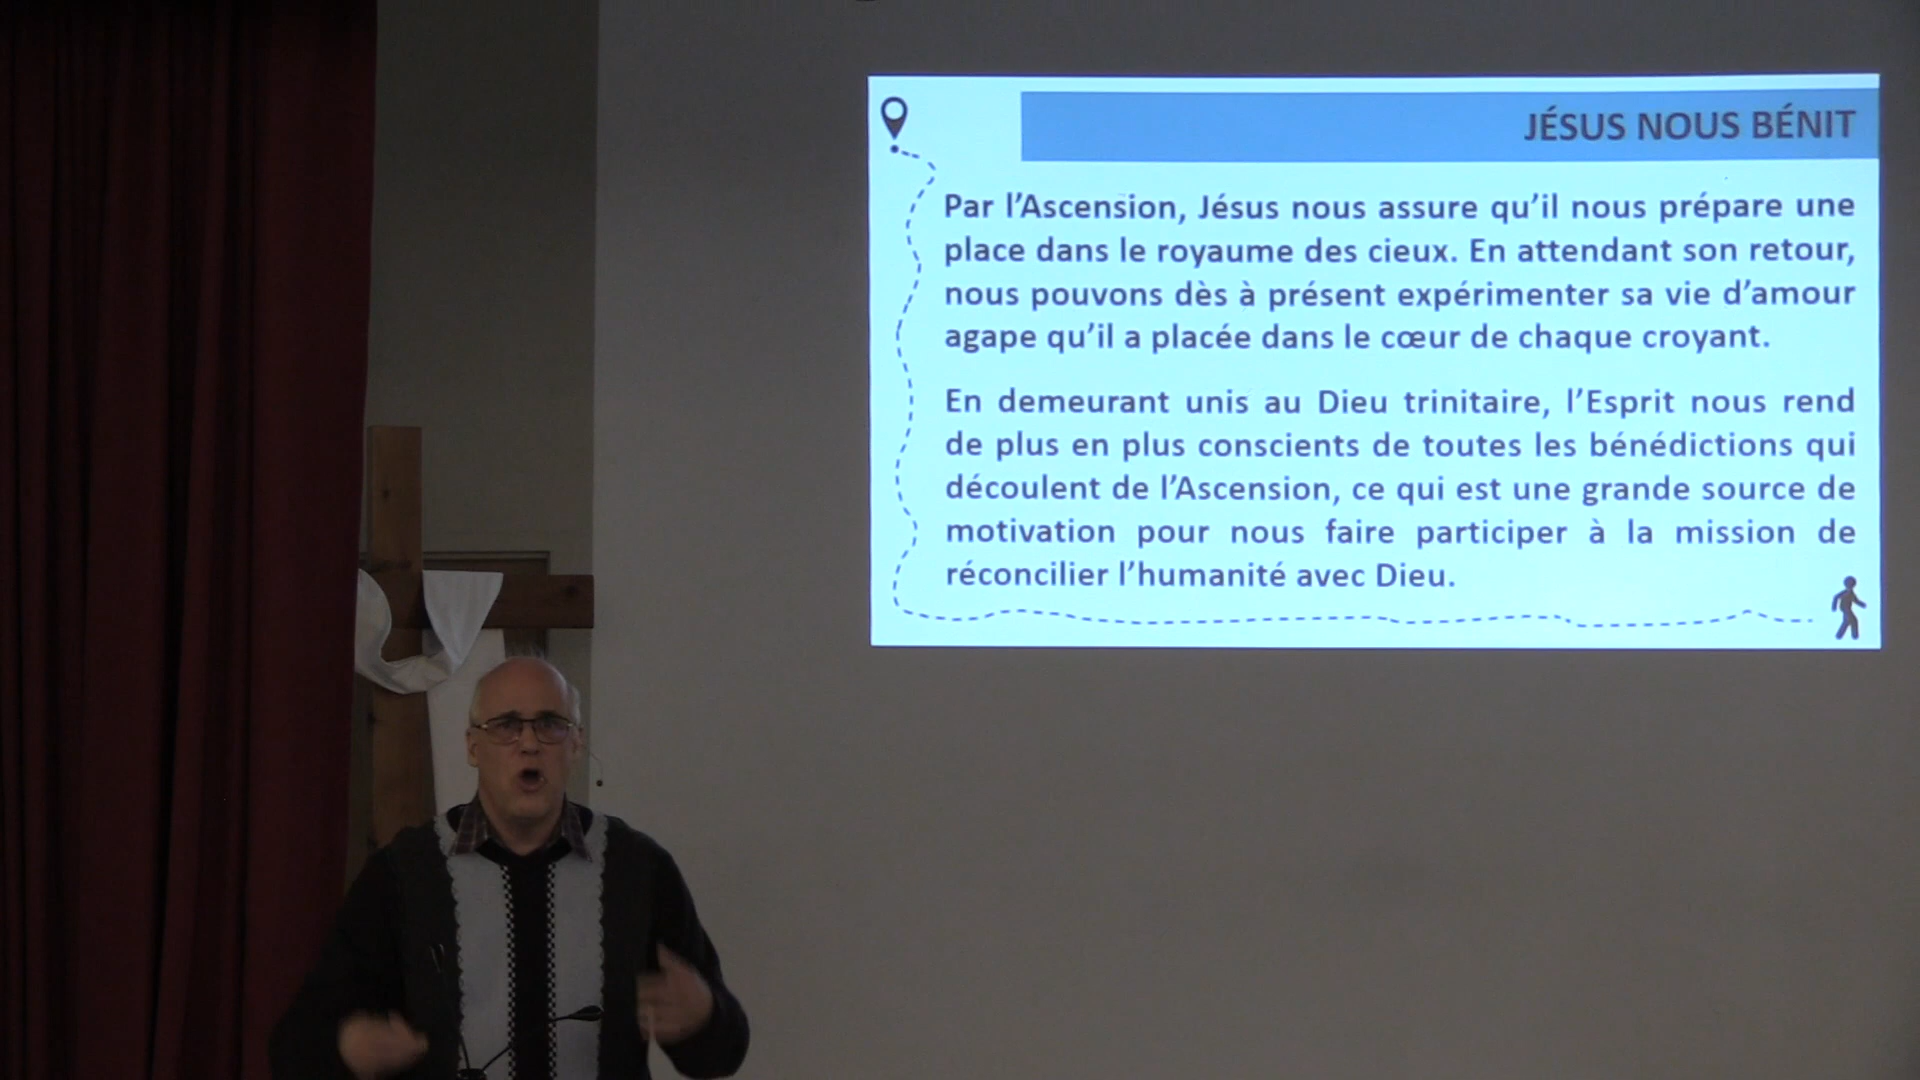 JÉSUS NOUS BÉNIT
Par l’Ascension, Jésus nous assure qu’il nous prépare une
place dans le royaume des cieux. En attendant son retour,
nous pouvons dès à présent expérimenter sa vie d’amour
agape qu’il a placée dans le cœur de chaque croyant.
En demeurant unis au Dieu trinitaire, l’Esprit nous rend
de plus en plus conscients de toutes les bénédictions qui
découlent de l’Ascension, ce qui est une grande source de
motivation pour nous faire participer à la mission de
réconcilier l’humanité avec Dieu.